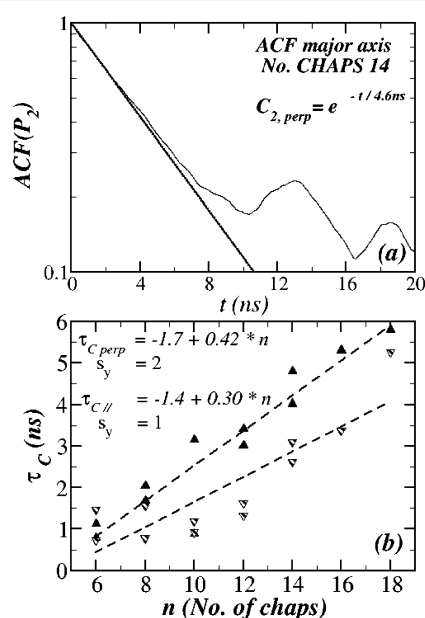 1
ACF major axis
No. CHAPS 14
C2, perp = e - t / 4.6ns
ACF(P2)
0.1
(a)
0 4 8 12 16 20
t (ns)
6
τC perp = -1.7 + 0.42 * n
sy = 2
5
τC // = -1.4 + 0.30 * n
sy = 1
4
3
2
1
0
τC (ns)
(b)
6 8 10 12 14 16 18
n (No. of chaps)